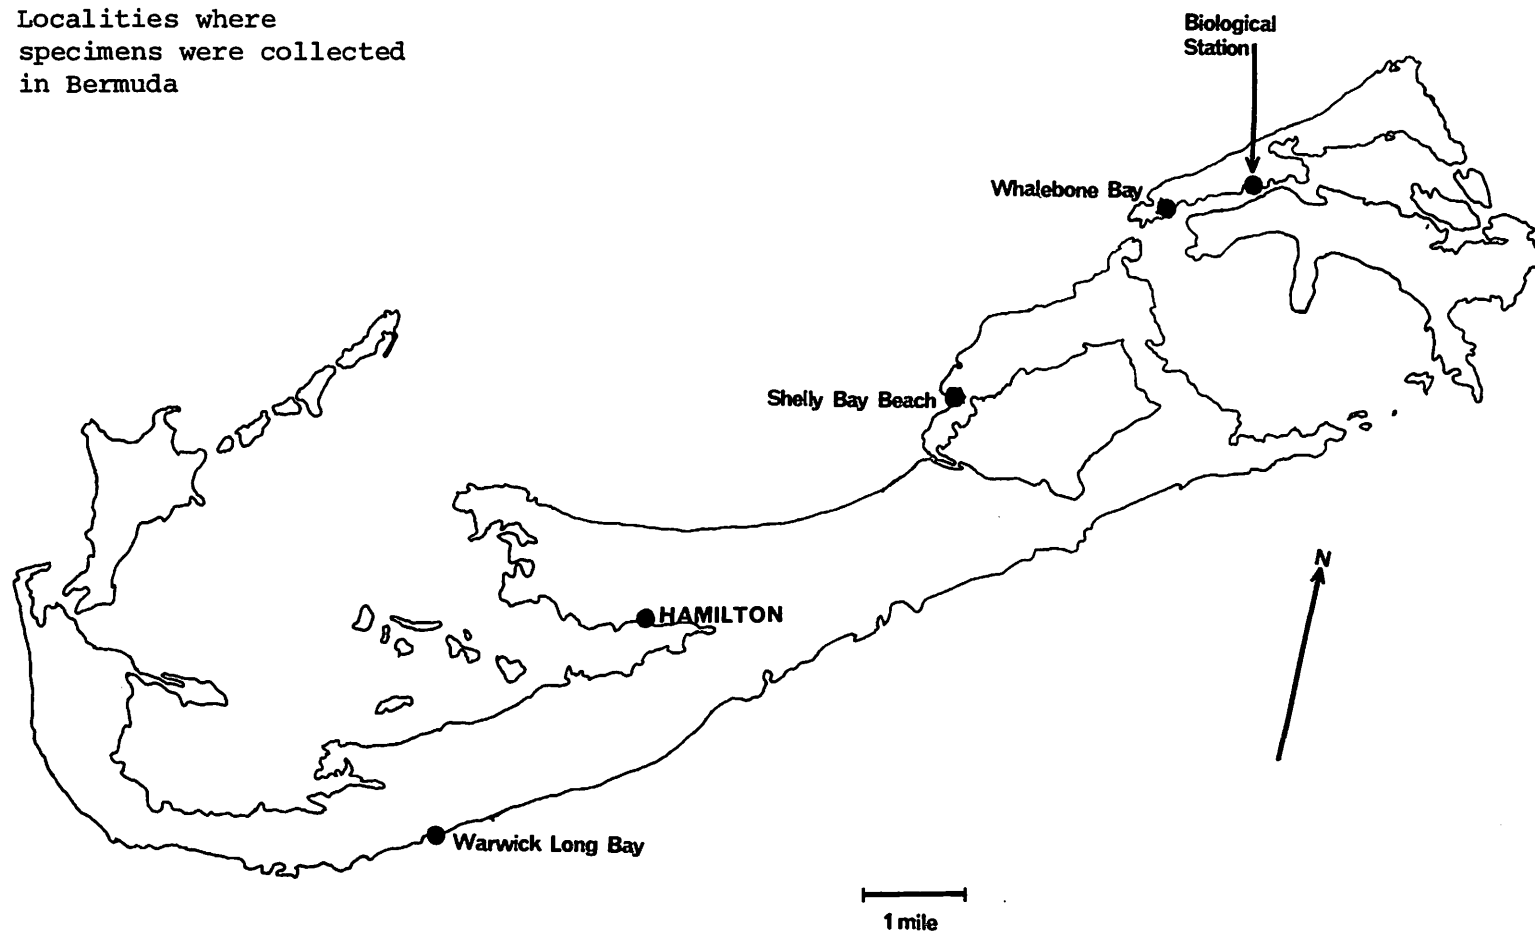 Localities where
specimens were collected
in Bermuda
Biological
Station
Whalebone Bay
Shelly Bay Beach
N
HAMILTON
Warwick Long Bay
1 mile